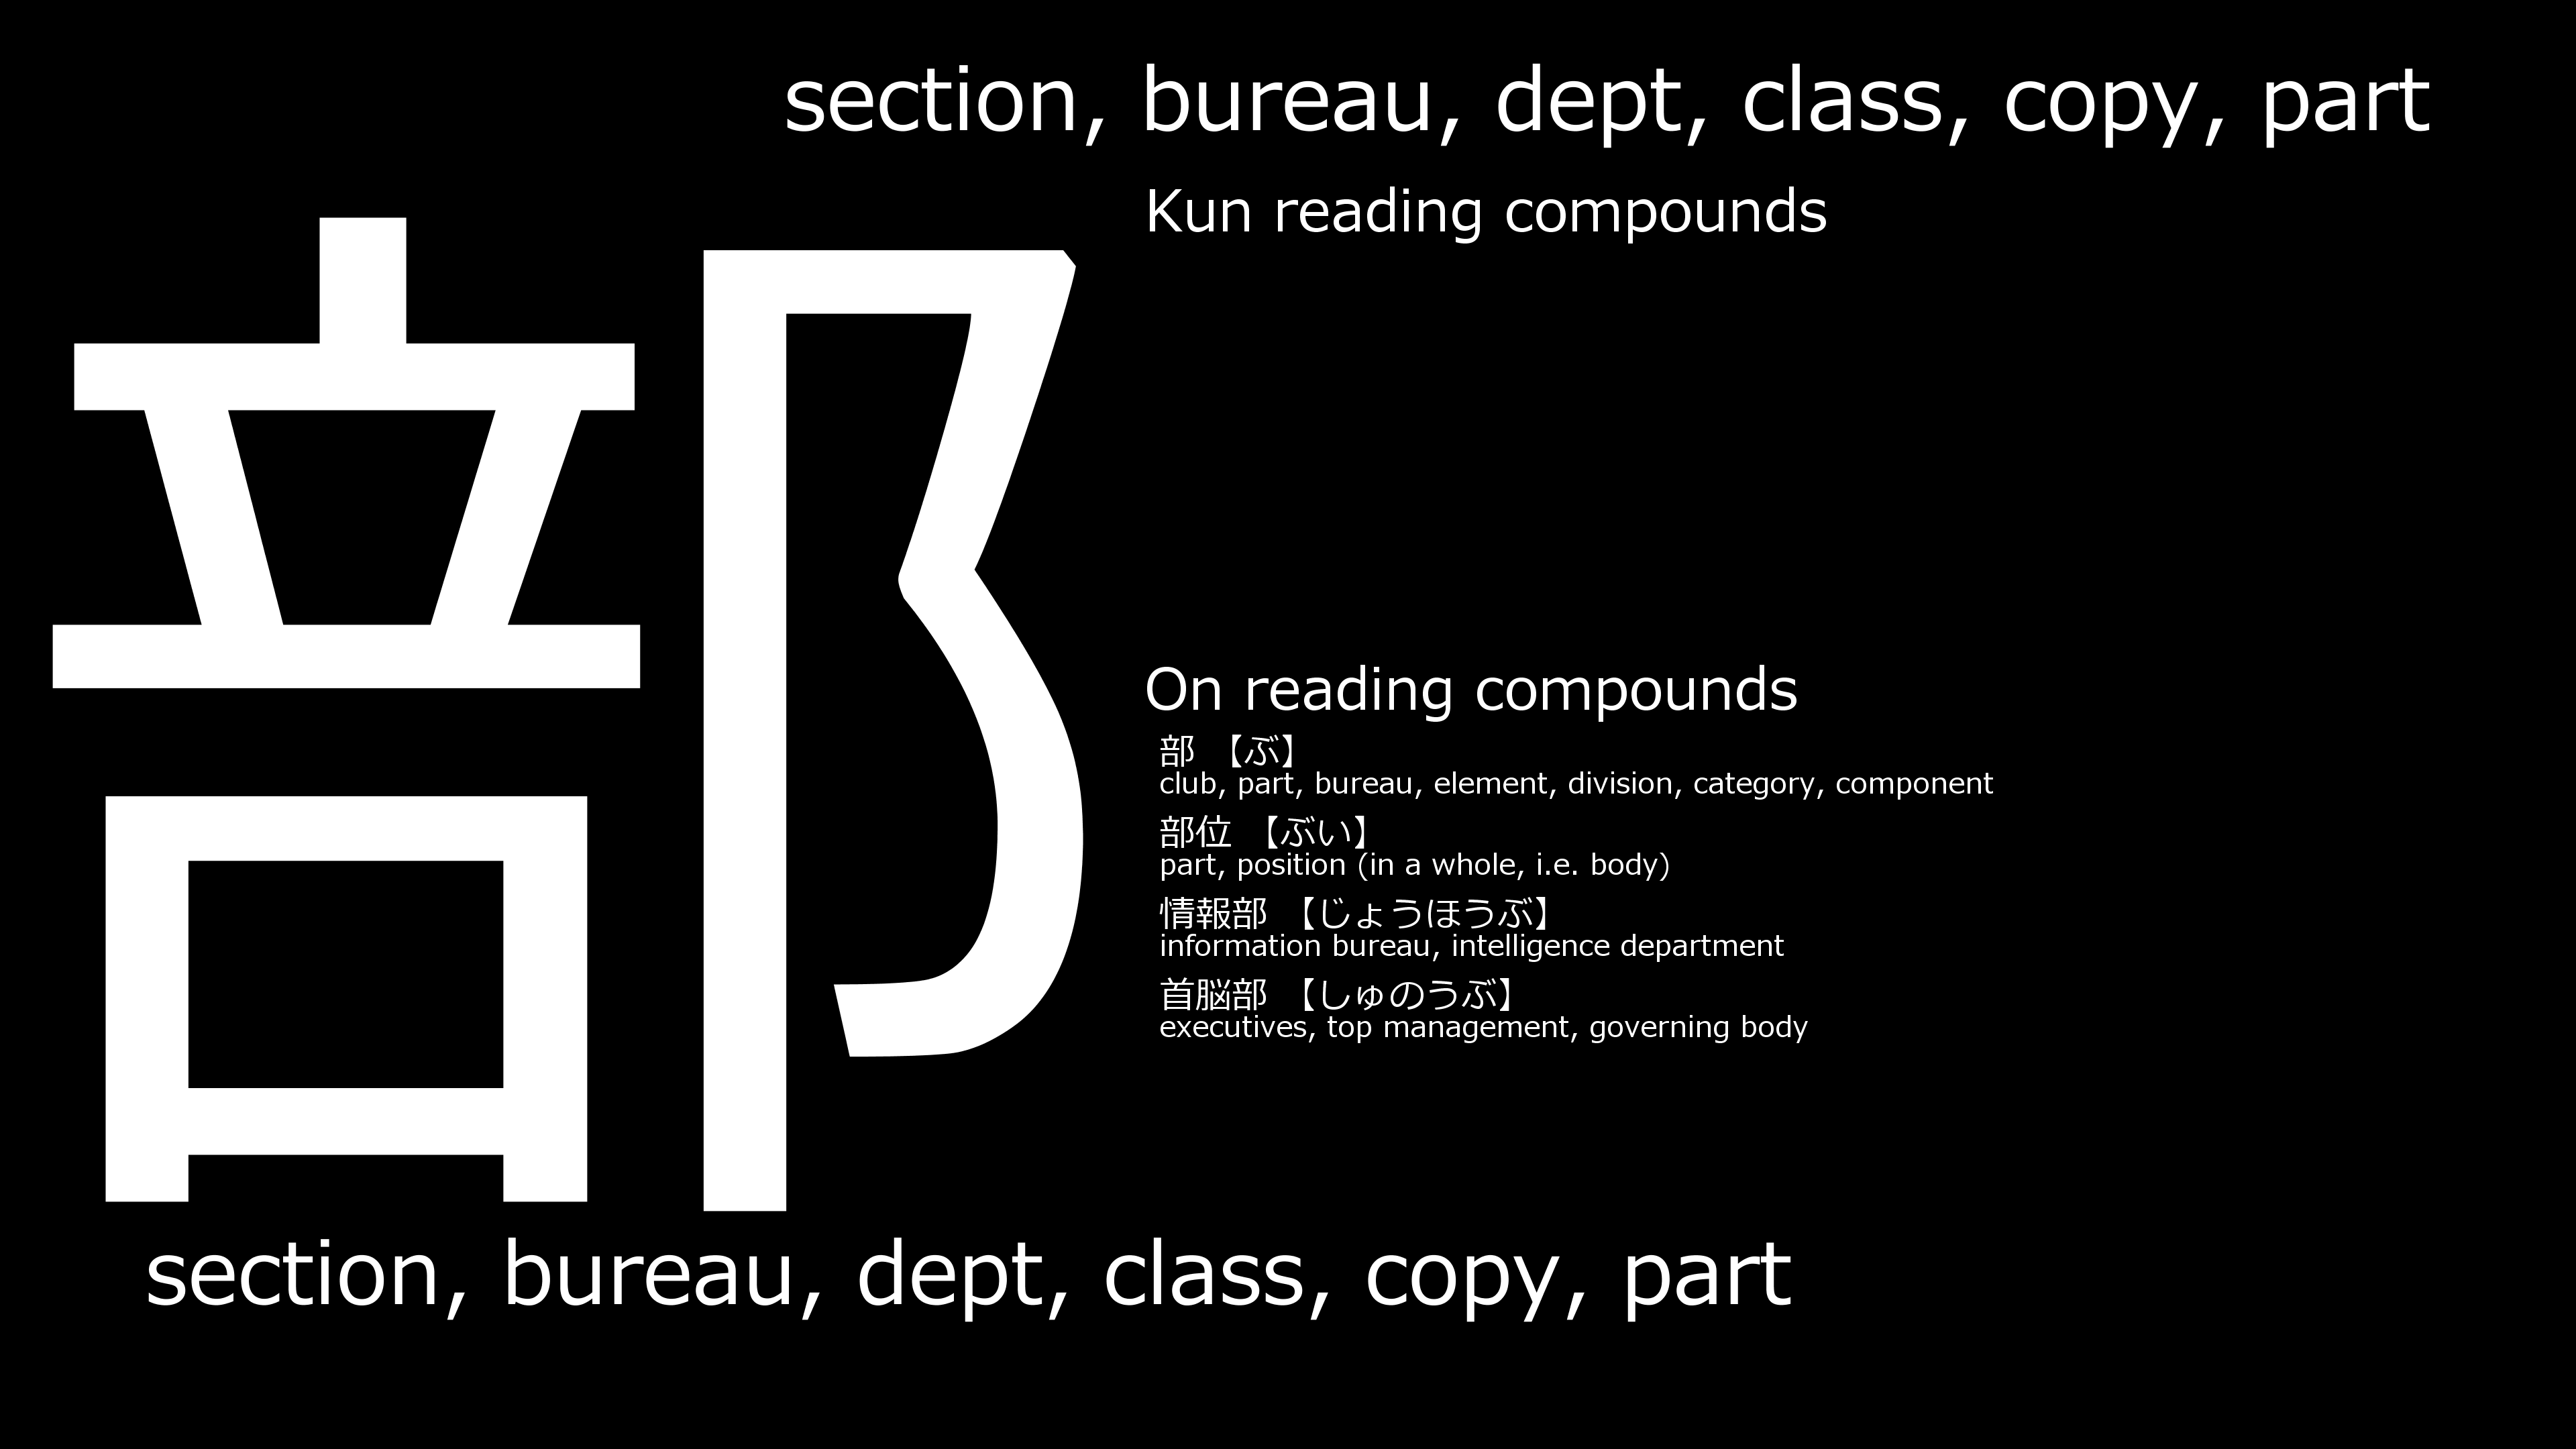 section, bureau, dept, class, copy, part
部
Kun reading compounds
On reading compounds
部 【ぶ】
club, part, bureau, element, division, category, component
部位 【ぶい】
part, position (in a whole, i.e. body)
情報部 【じょうほうぶ】
information bureau, intelligence department
首脳部 【しゅのうぶ】
executives, top management, governing body
section, bureau, dept, class, copy, part